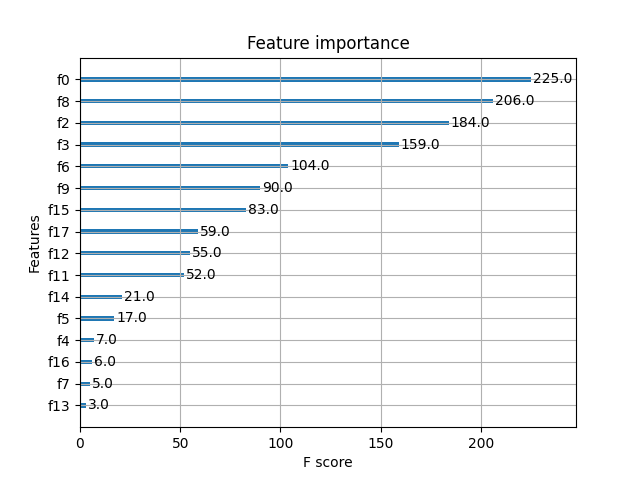 Feature importance
Features
f0 225.0
f8 206.0
f2 184.0
f3 159.0
f6 104.0
f9 90.0
f15 83.0
f17 59.0
f12 55.0
f11 52.0
f14 21.0
f5 17.0
f4 7.0
f16 6.0
f7 5.0
f13 3.0
0 50 100 150 200
F score